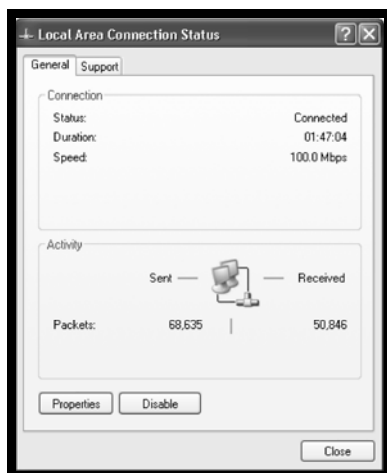 Local Area Connection Status
General Support
Connection
Status: Connected
Duration: 01:47:04
Speed: 100.0 Mbps
Activity
Sent — — Received
Packets: 68,635 | 50,846
Properties Disable
Close